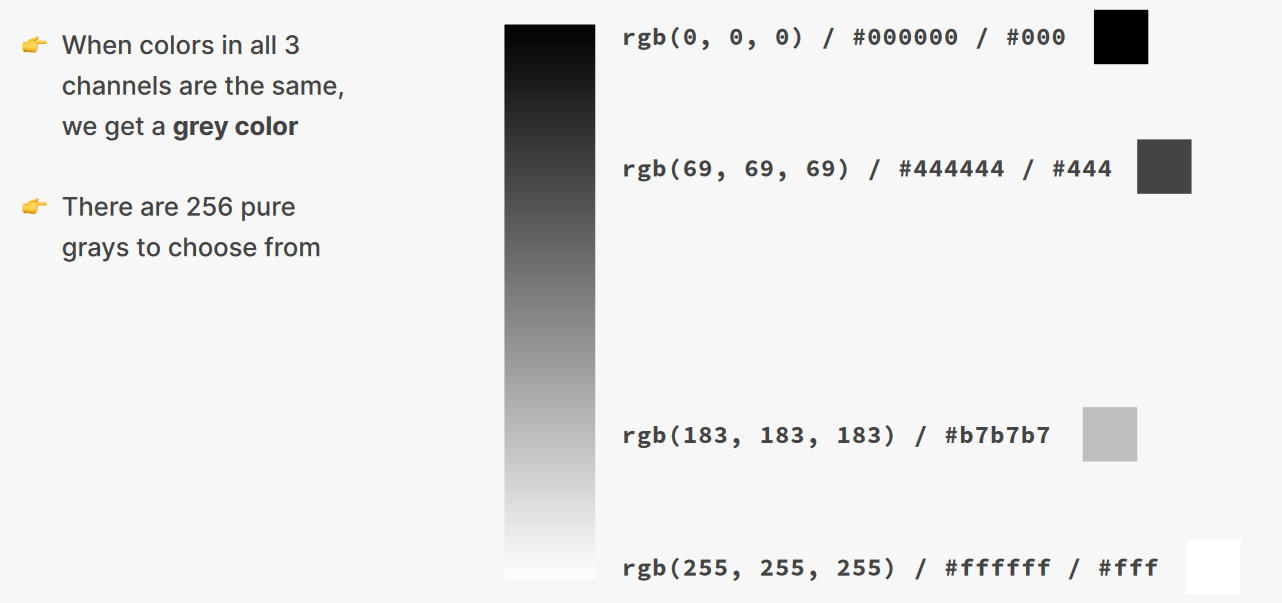 👉 When colors in all 3
channels are the same,
we get a grey color
👉 There are 256 pure
grays to choose from
rgb(0, 0, 0) / #000000 / #000
rgb(69, 69, 69) / #444444 / #444
rgb(183, 183, 183) / #b7b7b7
rgb(255, 255, 255) / #ffffff / #fff